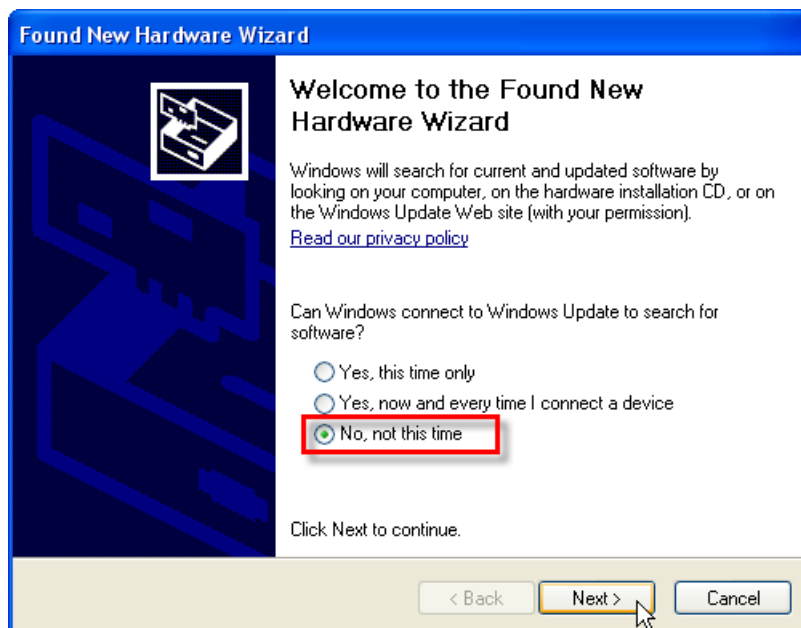 Found New Hardware Wizard
Welcome to the Found New
Hardware Wizard
Windows will search for current and updated software by
looking on your computer, on the hardware installation CD, or on
the Windows Update Web site (with your permission).
Read our privacy policy
Can Windows connect to Windows Update to search for
software?
Yes, this time only
Yes, now and every time I connect a device
No, not this time
Click Next to continue.
< Back
Next >
Cancel